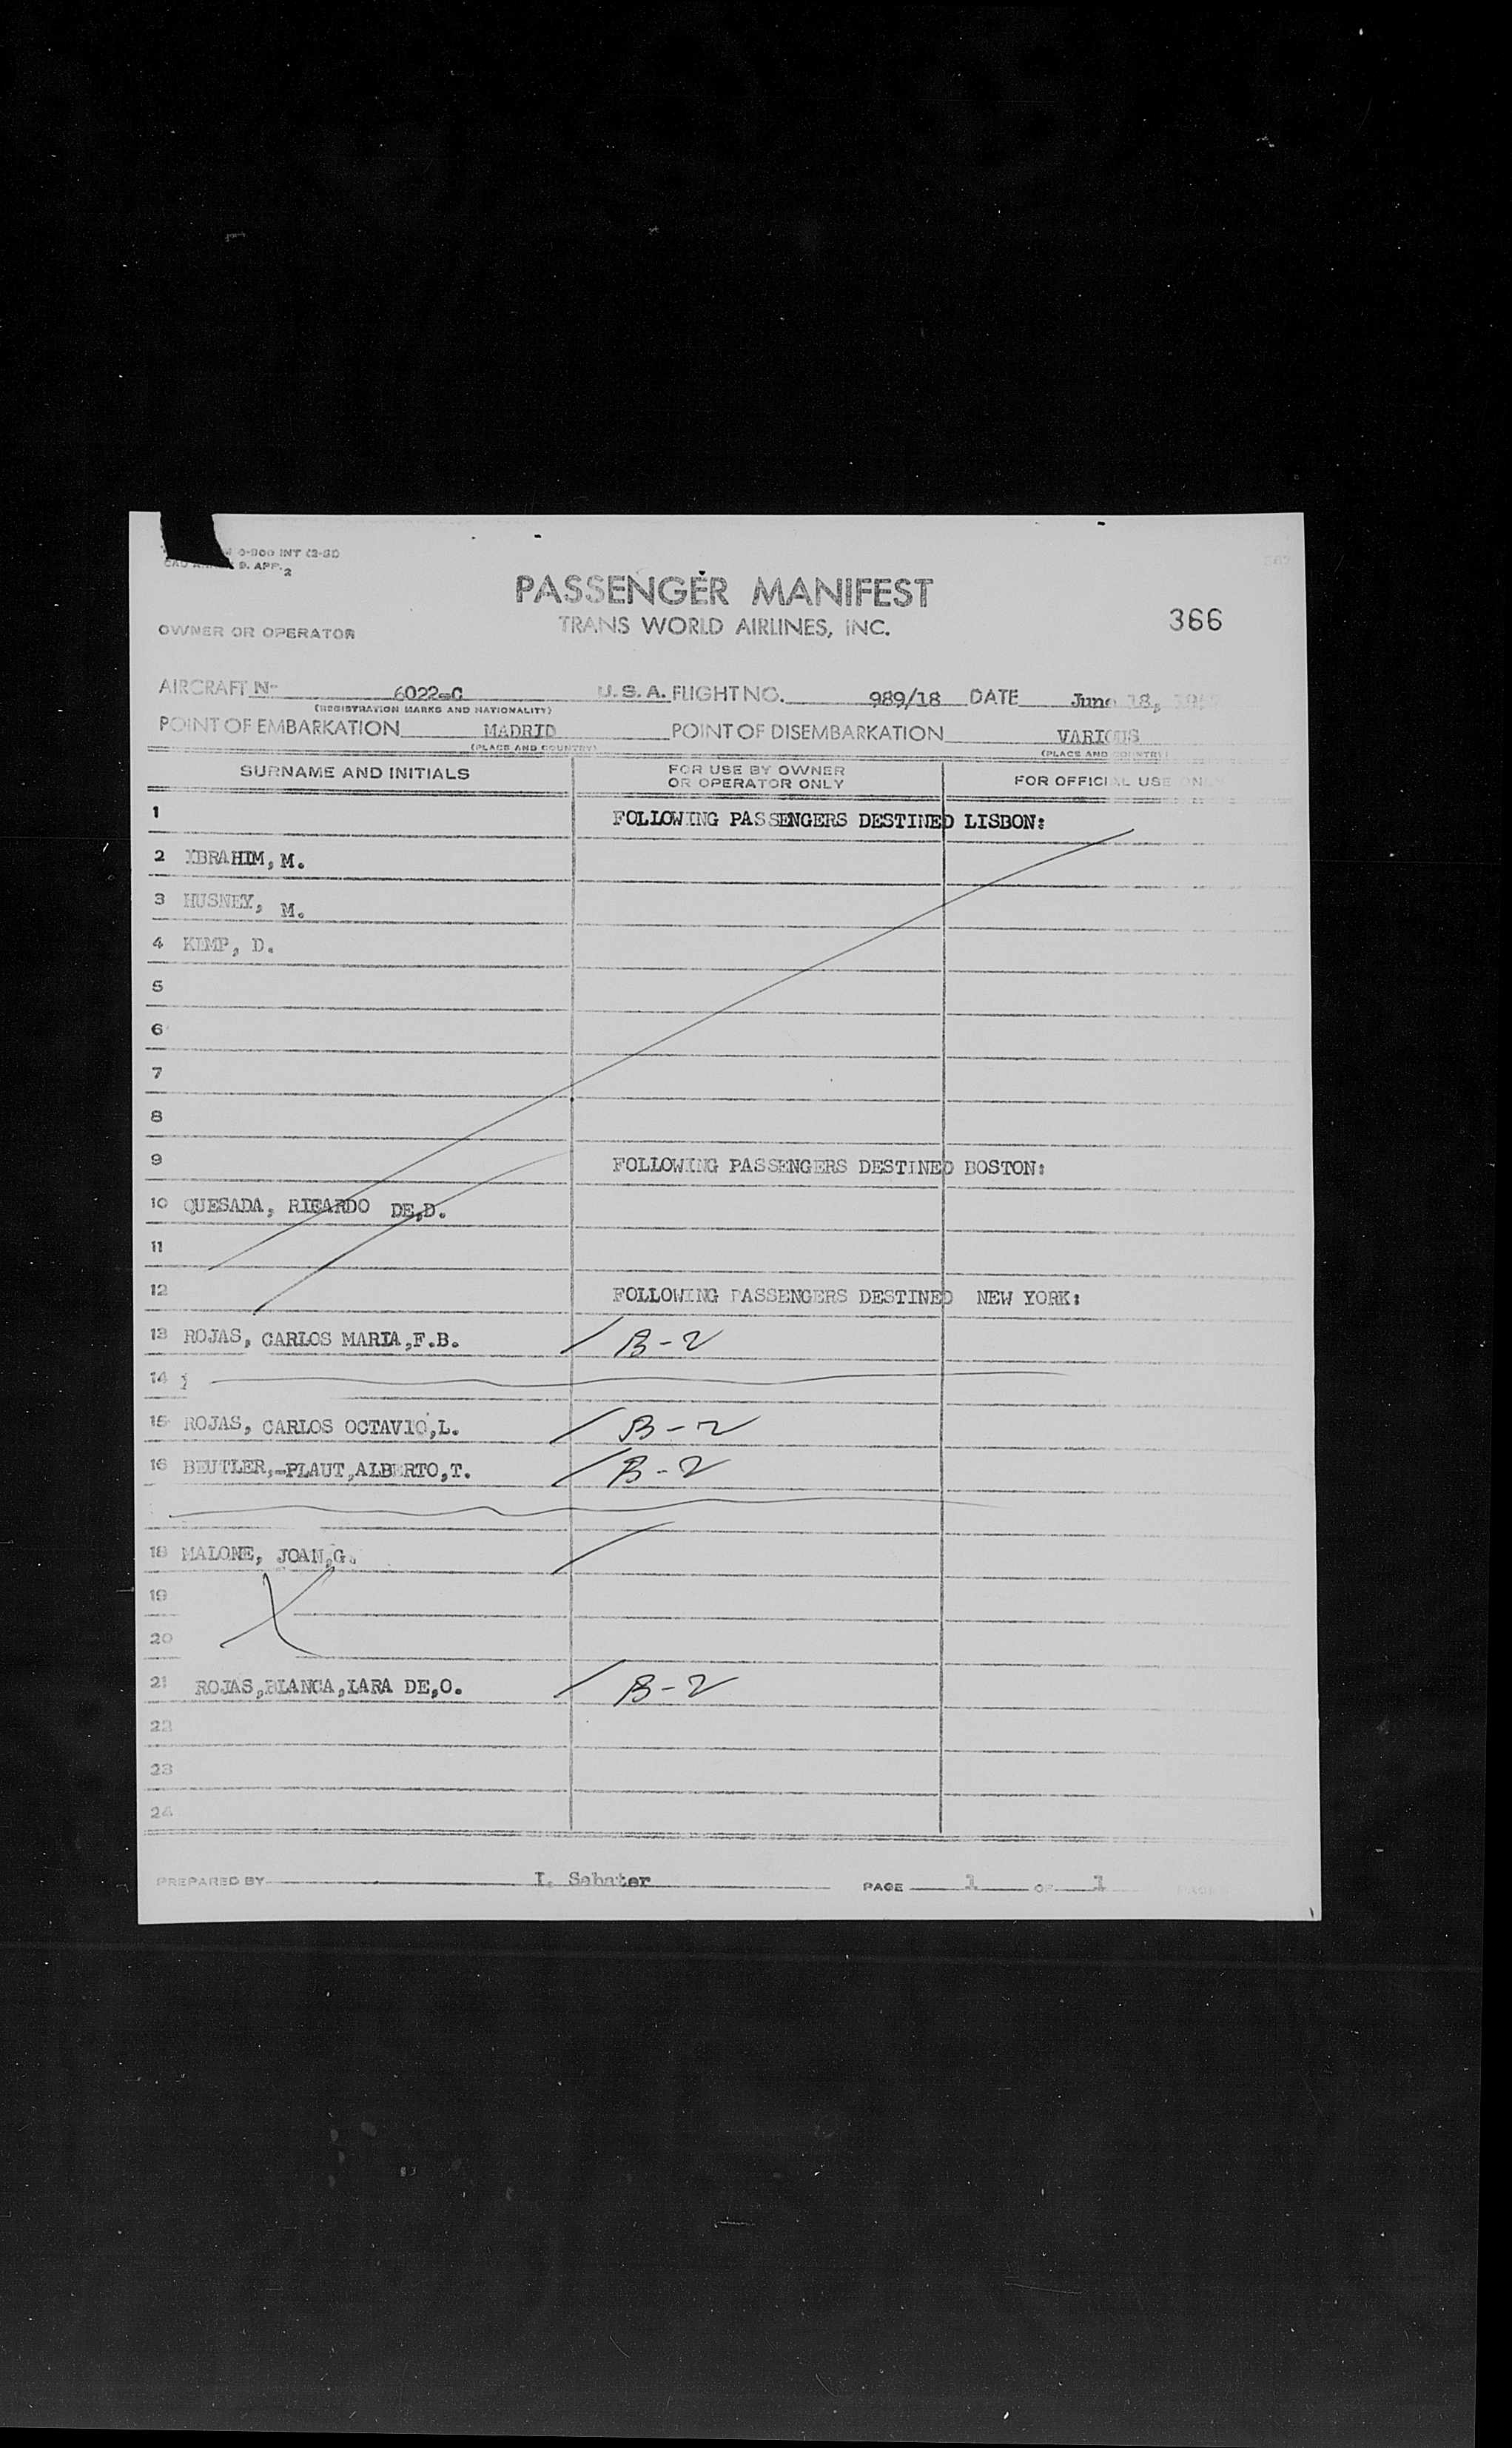 0-900 INT
9. APP. 2
PASSENGER MANIFEST
366
OWNER OR OPERATOR
TRANS WORLD AIRLINES, INC.
AIRCRAFT N- 6022-C U.S.A. FLIGHT NO. 989/18 DATE June 18,
(REGISTRATION MARKS AND NATIONALITY)
POINT OF EMBARKATION MADRID POINT OF DISEMBARKATION VARIOUS
(PLACE AND COUNTRY) (PLACE AND COUNTRY)
SURNAME AND INITIALS FOR USE BY OWNER OR OPERATOR ONLY FOR OFFICIAL USE ONLY
1 FOLLOWING PASSENGERS DESTINED LISBON:
2 IBRAHIM, M.
3 HUSNEY, M.
4 KEMP, D.
5
6
7
8
9 FOLLOWING PASSENGERS DESTINED BOSTON:
10 QUESADA, RICARDO DE,D.
11
12 FOLLOWING PASSENGERS DESTINED NEW YORK:
13 ROJAS, CARLOS MARIA,F.B. B-2
14
15 ROJAS, CARLOS OCTAVIO,L. B-2
16 BEUTLER,-PLAUT,ALBERTO,T. B-2
18 MALONE, JOAN,G.
19
20
21 ROJAS,BLANCA,LARA DE,O. B-2
22
23
24
PREPARED BY I. Sabater PAGE 1 OF 1